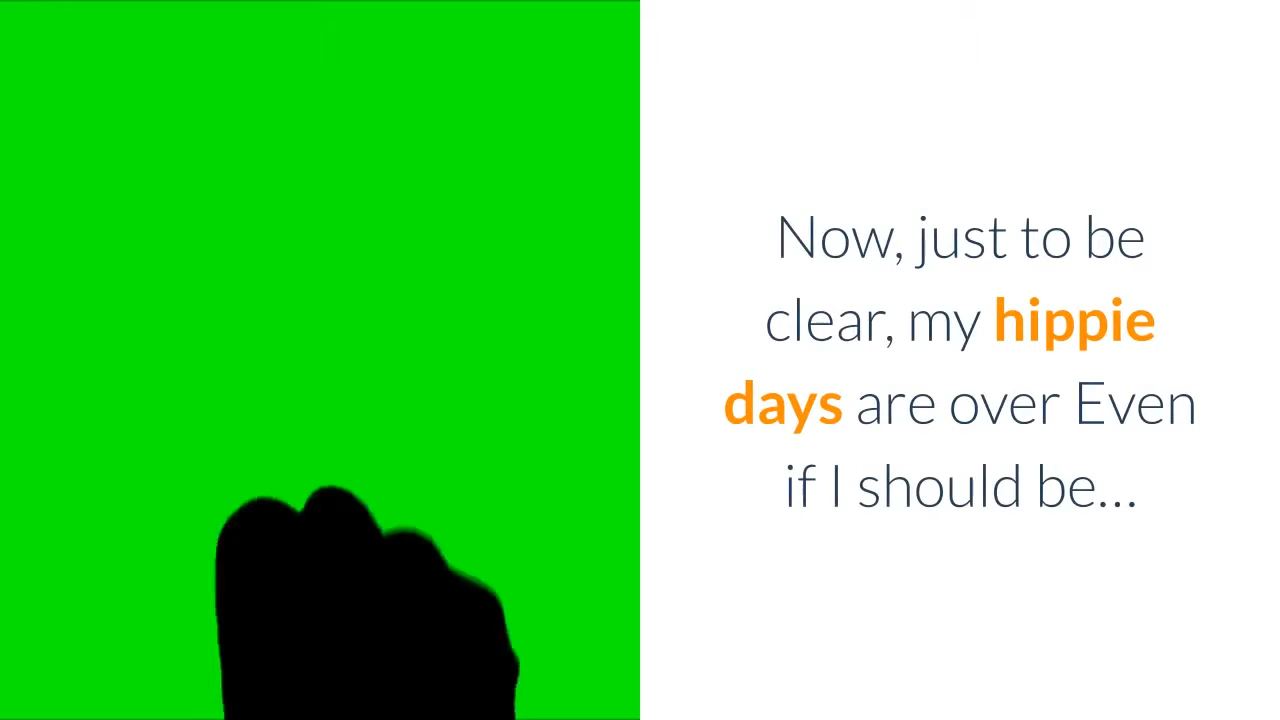 Now, just to be
clear, my hippie
days are over Even
if I should be...